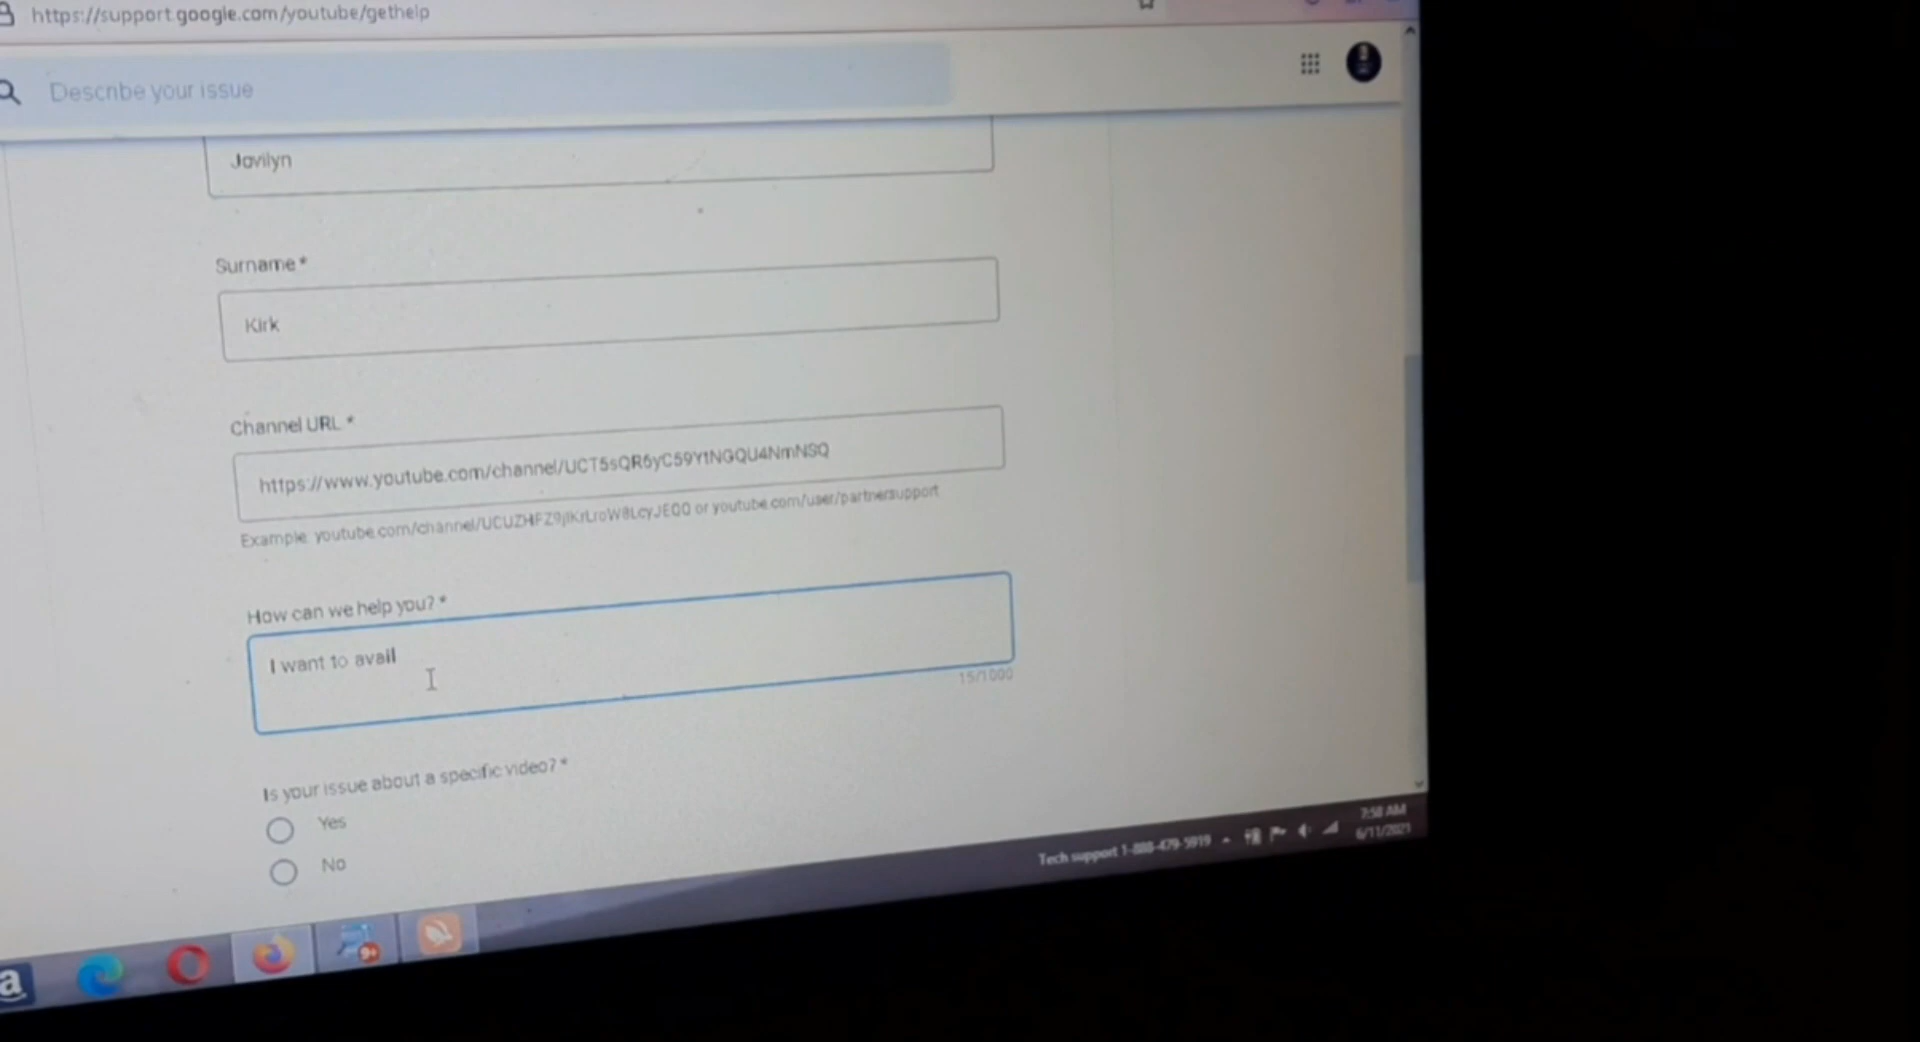 https://support.google.com/youtube/gethelp
Describe your issue
Jovilyn
Surname *
Kirk
Channel URL *
https://www.youtube.com/channel/UCT5sQR6yC59YtNGQU4NmNSQ
Example: youtube.com/channel/UCUZHFZ9jIKrLroW8LcyJEQQ or youtube.com/user/partnersupport
How can we help you? *
I want to avail
15/1000
Is your issue about a specific video? *
Yes
No
Tech support 1-888-479-5919
7:58 AM
6/11/2021
9+
a